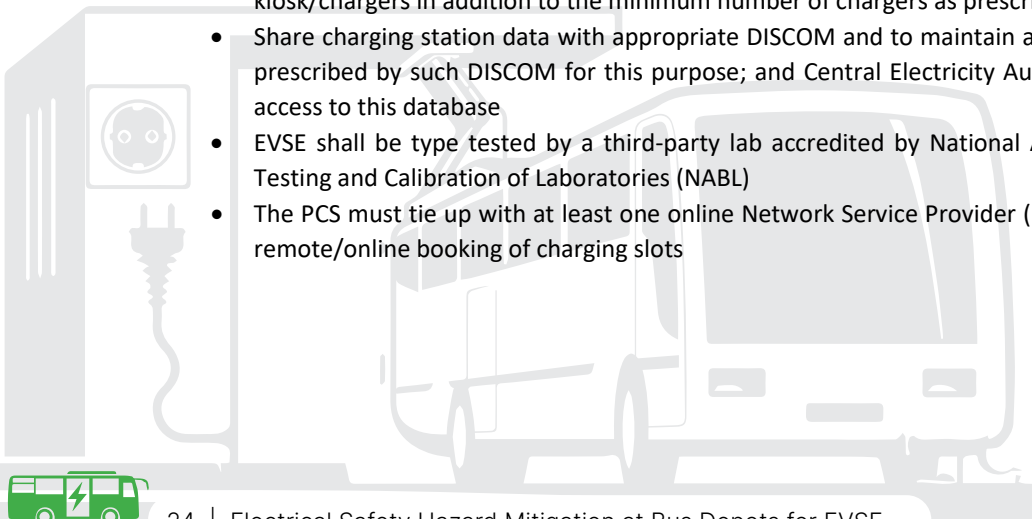 kiosk/chargers in addition to the minimum number of chargers as
• Share charging station data with appropriate DISCOM and to maintain
prescribed by such DISCOM for this purpose; and Central Electricity
access to this database
• EVSE shall be type tested by a third-party lab accredited by National
Testing and Calibration of Laboratories (NABL)
• The PCS must tie up with at least one online Network Service Provider (
remote/online booking of charging slots
24 | Electrical Safety Hazard Mitigation at Bus Depots for EVSE